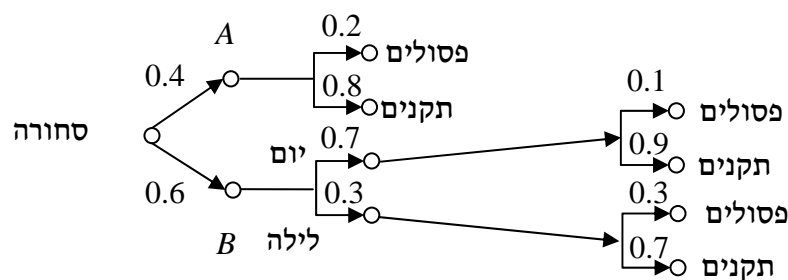 A
0.2
פסולים
0.4
0.8
תקנים
0.1
פסולים
סחורה
יום
0.7
0.9
תקנים
0.6
0.3
0.3
פסולים
B
לילה
0.7
תקנים